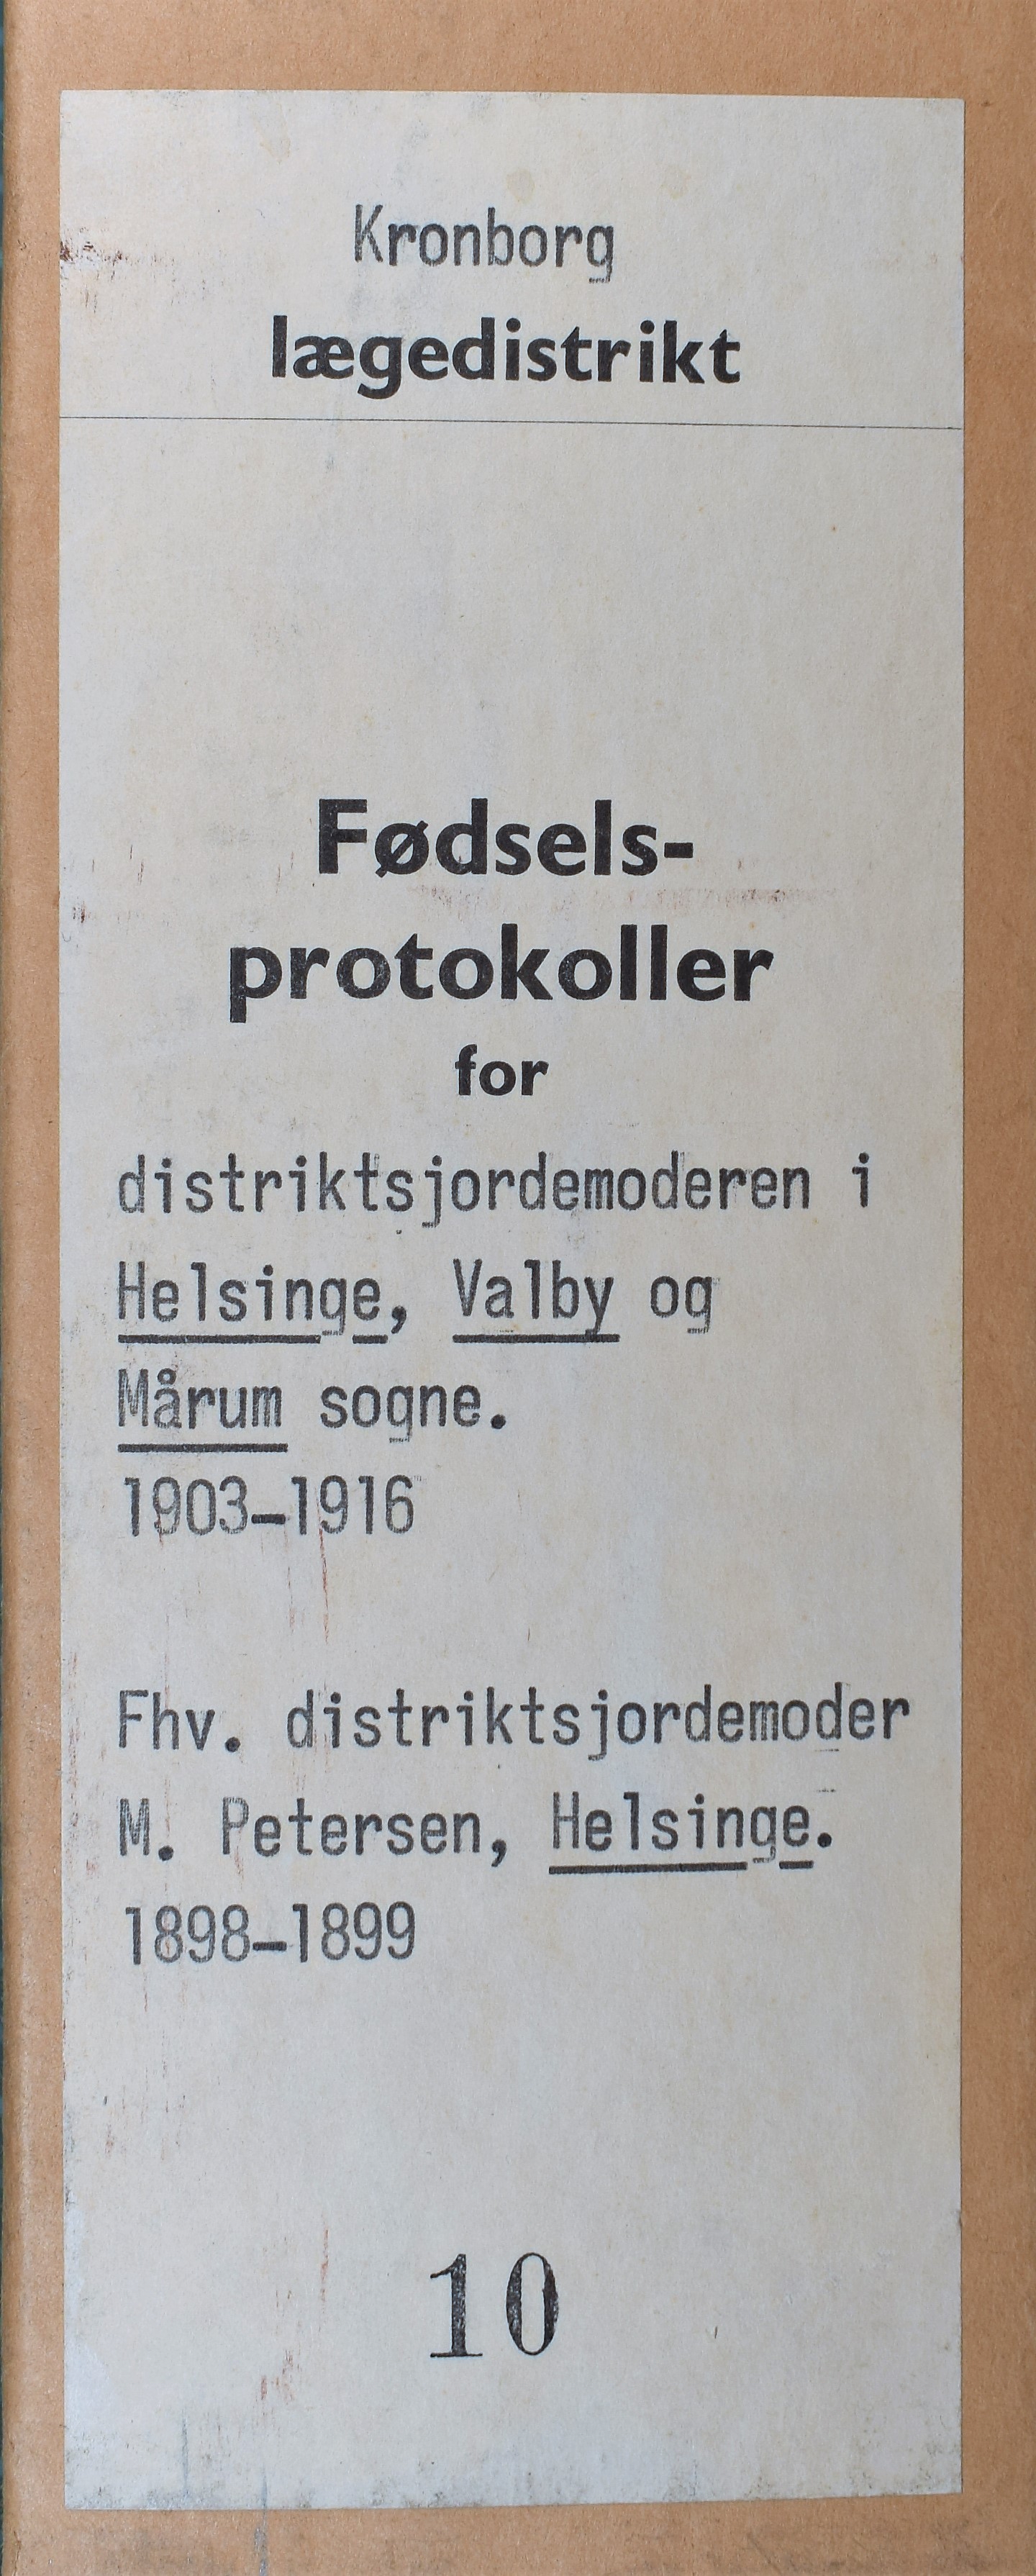 Kronborg
lægedistrikt
Fødsels-
protokoller
for
distriktsjordemoderen i
Helsinge, Valby og
Mårum sogne.
1903-1916
Fhv. distriktsjordemoder
M. Petersen, Helsinge.
1898-1899
10